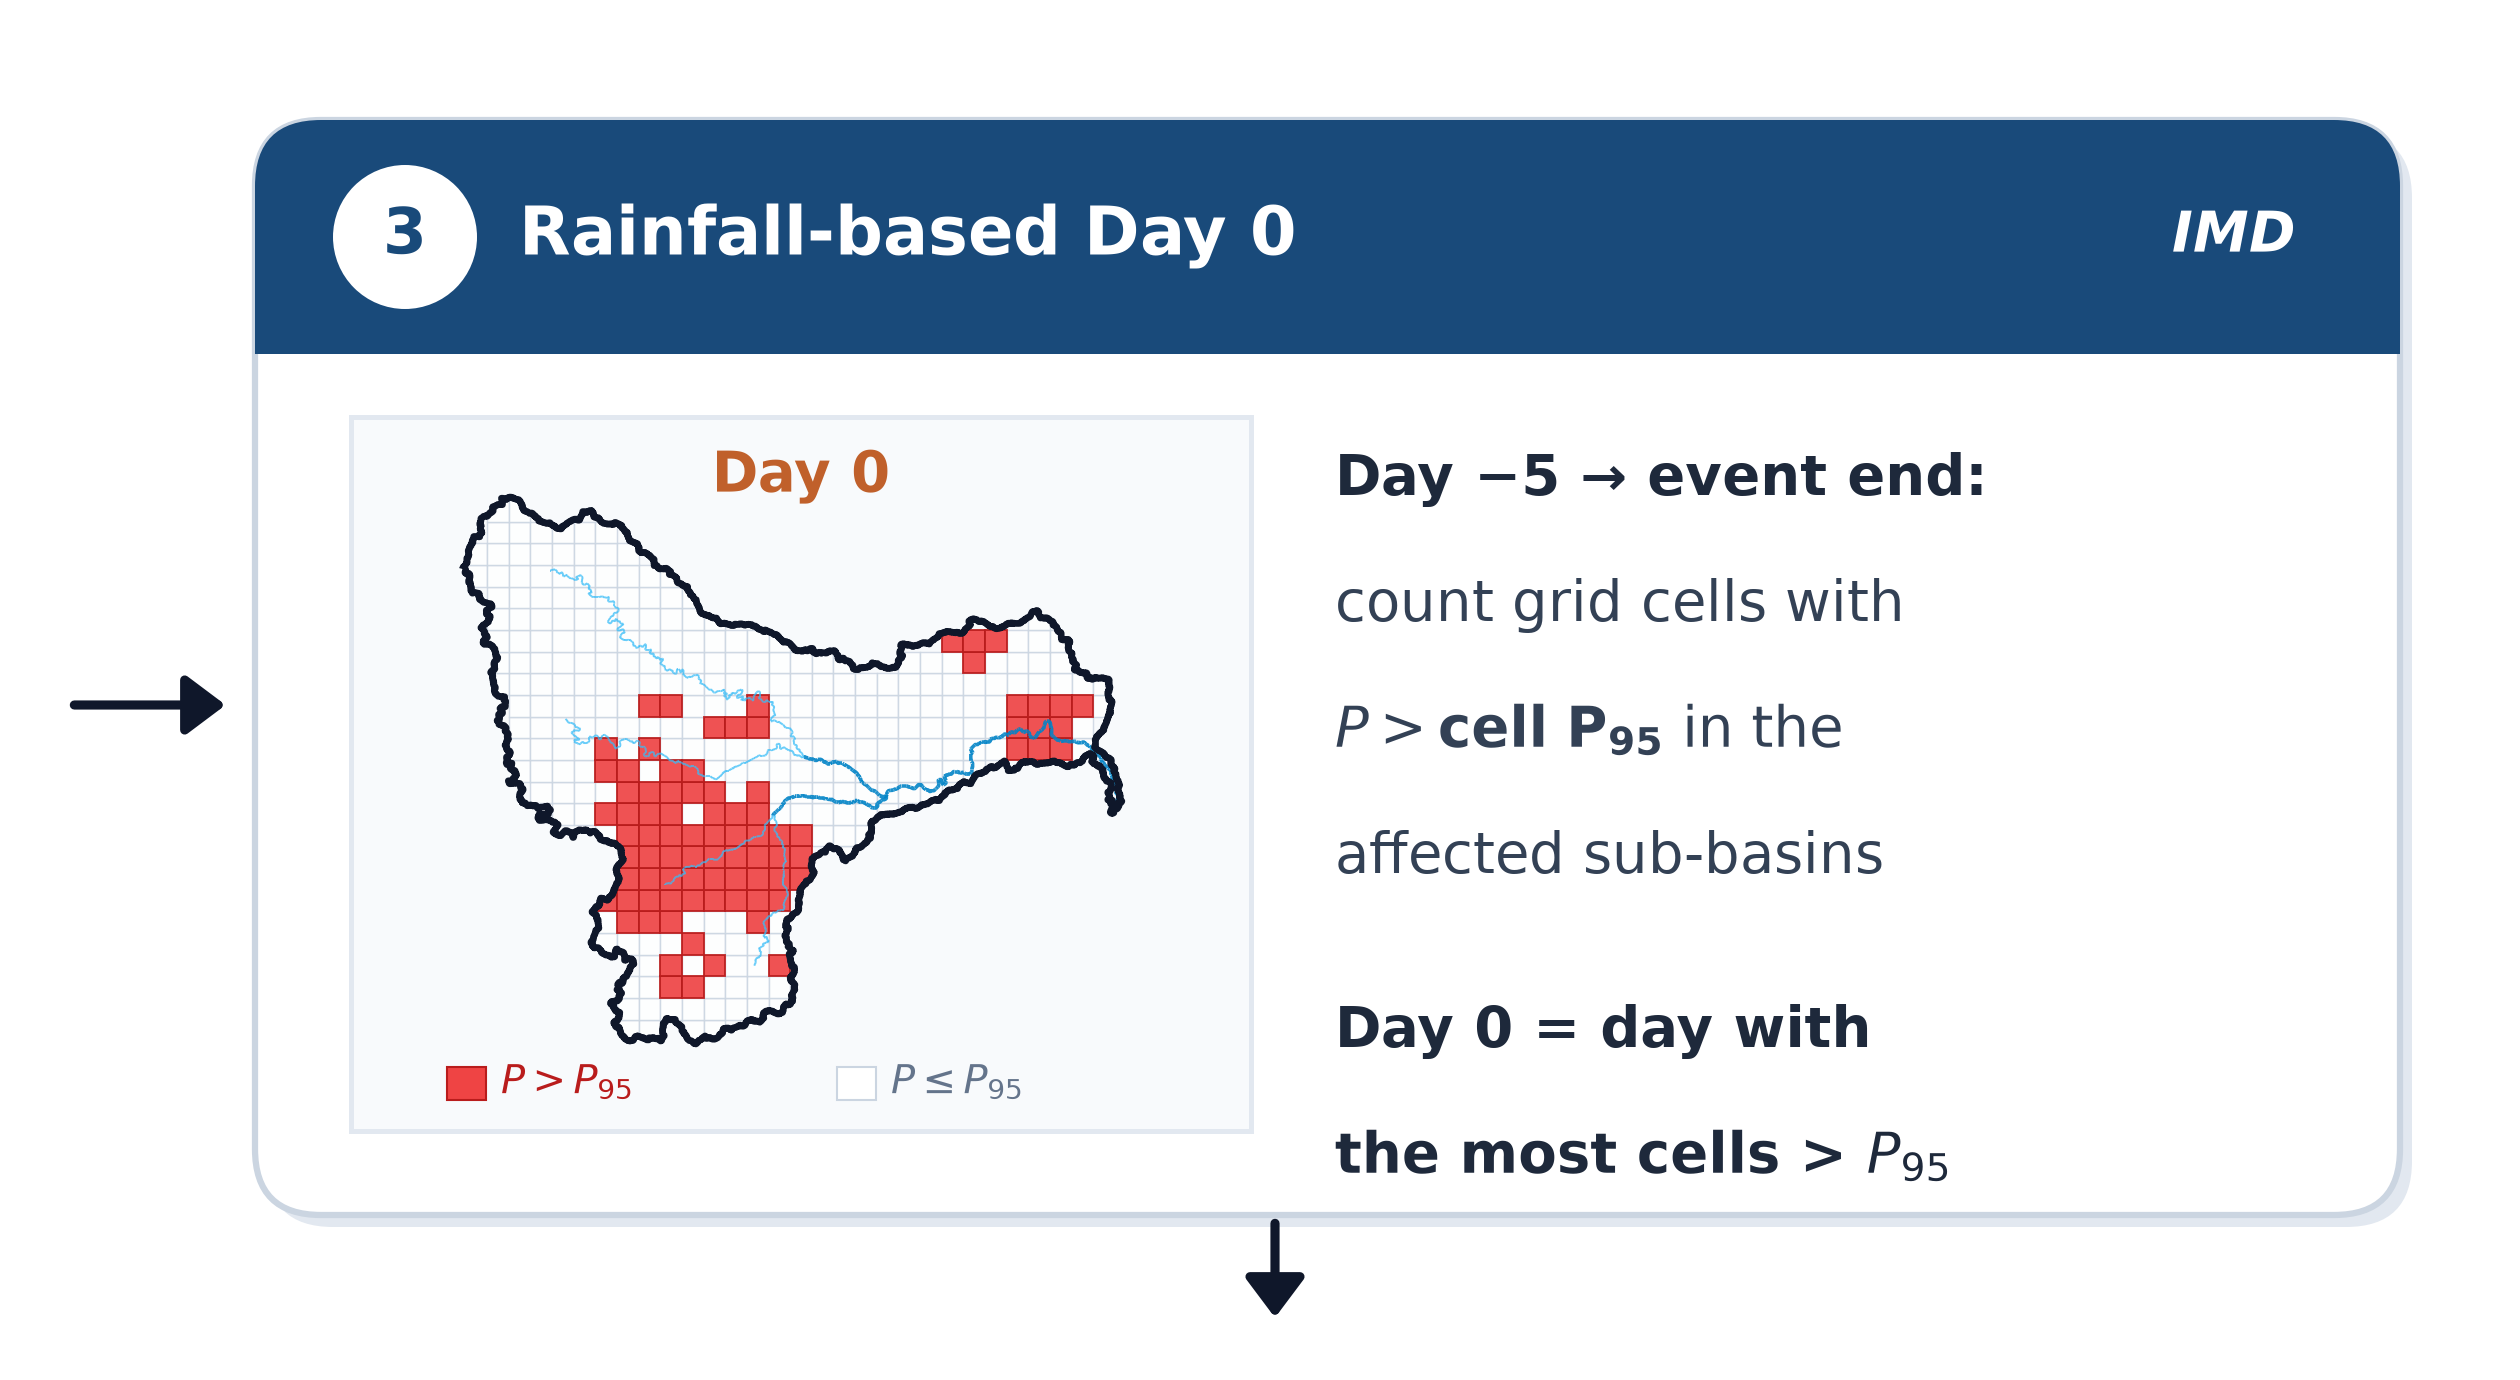 3 Rainfall-based Day 0 IMD
Day 0
P > P₉₅ P ≤ P₉₅
Day −5 → event end:
count grid cells with
P > cell P₉₅ in the
affected sub-basins
Day 0 = day with
the most cells > P₉₅